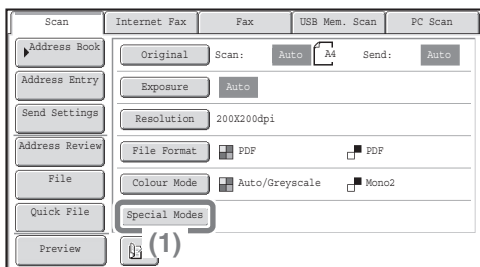 Scan Internet Fax Fax USB Mem. Scan PC Scan
Address Book Original Scan: Auto A4 Send: Auto
Address Entry Exposure Auto
Send Settings Resolution 200X200dpi
Address Review File Format PDF PDF
File Colour Mode Auto/Greyscale Mono2
Quick File Special Modes
Preview (1)